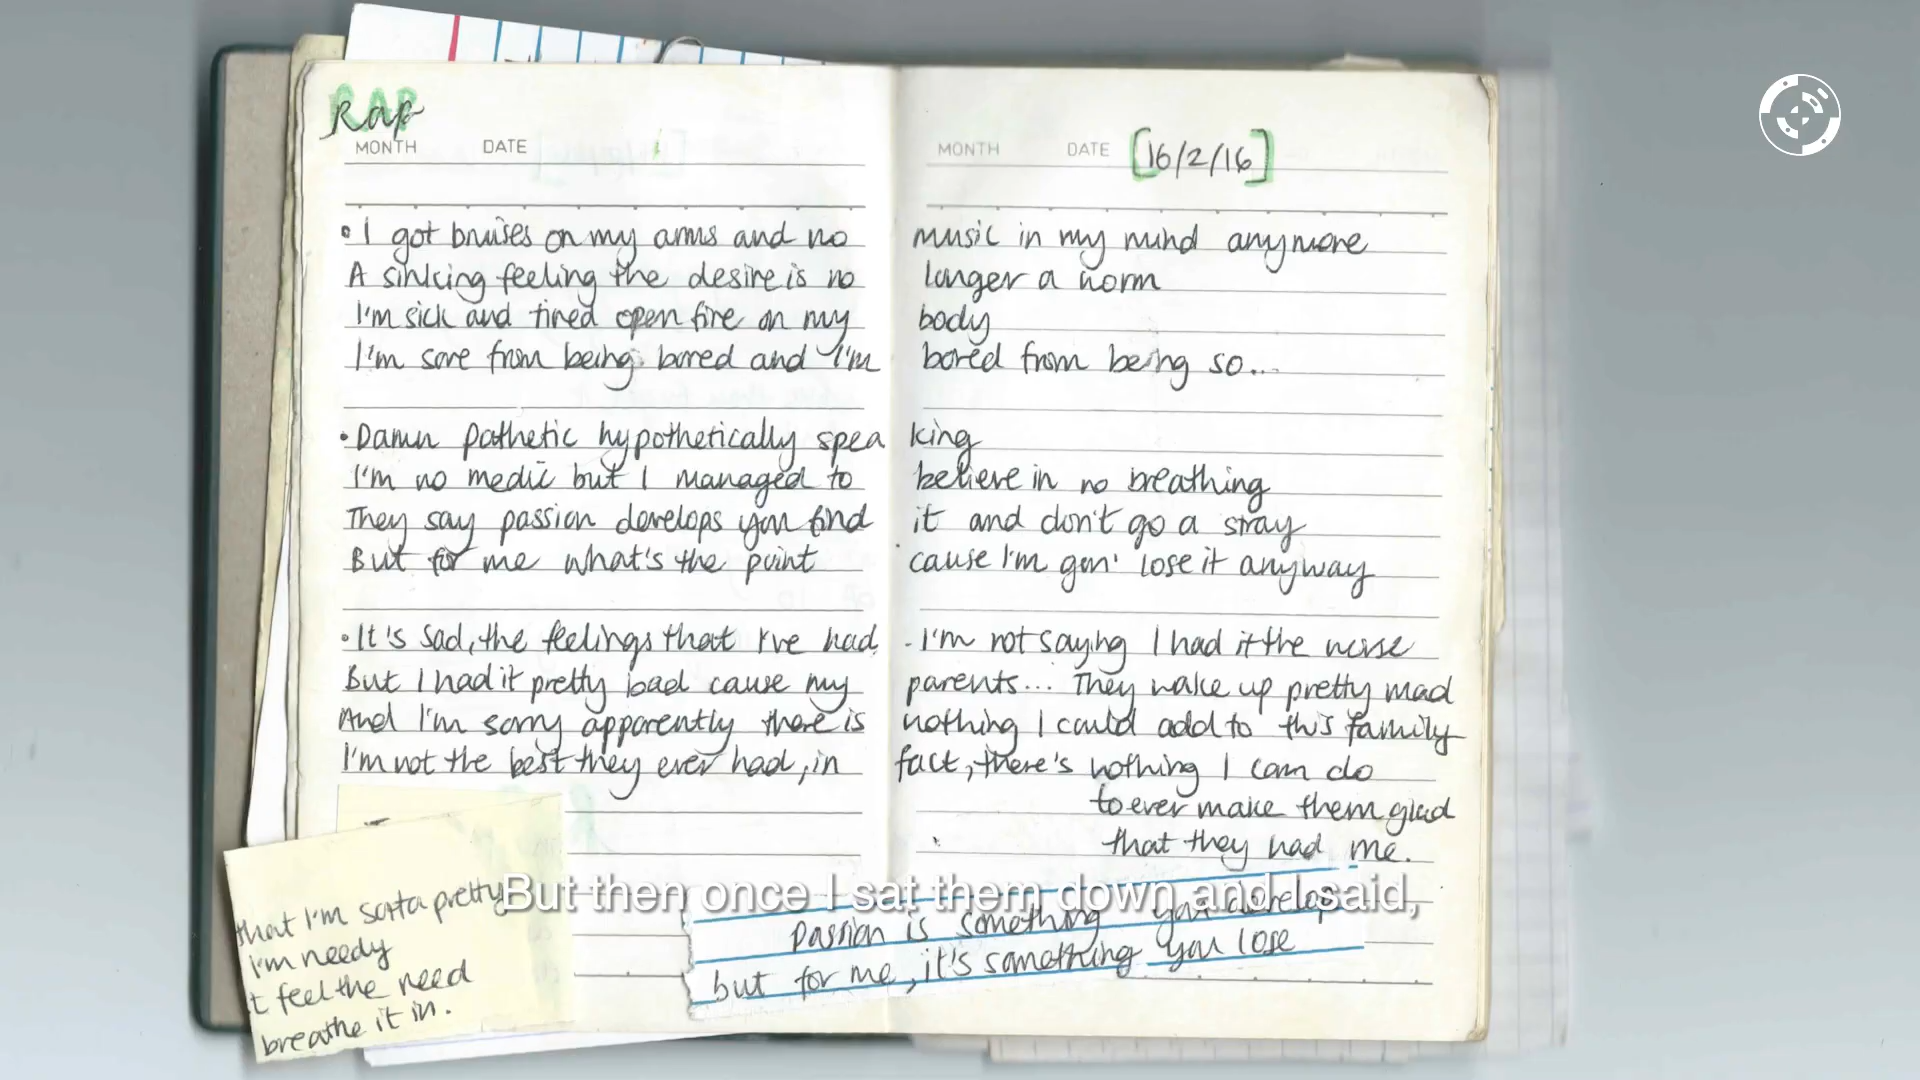 RAP
Rap
MONTH DATE
MONTH DATE [16/2/16]
• I got bruises on my arms and no music in my mind anymore
A sinking feeling the desire is no longer a norm
I'm sick and tired open fire on my body
I'm sore from being bored and I'm bored from being so...
• Damn pathetic hypothetically spea king
I'm no medic but I managed to believe in no breathing
They say passion develops you find it and don't go a stray
But for me what's the point cause I'm gon' lose it anyway
• It's sad, the feelings that I've had. - I'm not saying I had it the worse
But I had it pretty bad cause my parents... They wake up pretty mad
And I'm sorry apparently there is nothing I could add to this family
I'm not the best they ever had, in fact, there's nothing I can do
to ever make them glad
that they had me.
that I'm sorta pretty
I'm needy
t feel the need
breathe it in.
passion is something you develop
but for me, it's something you lose
But then once I sat them down and I said,